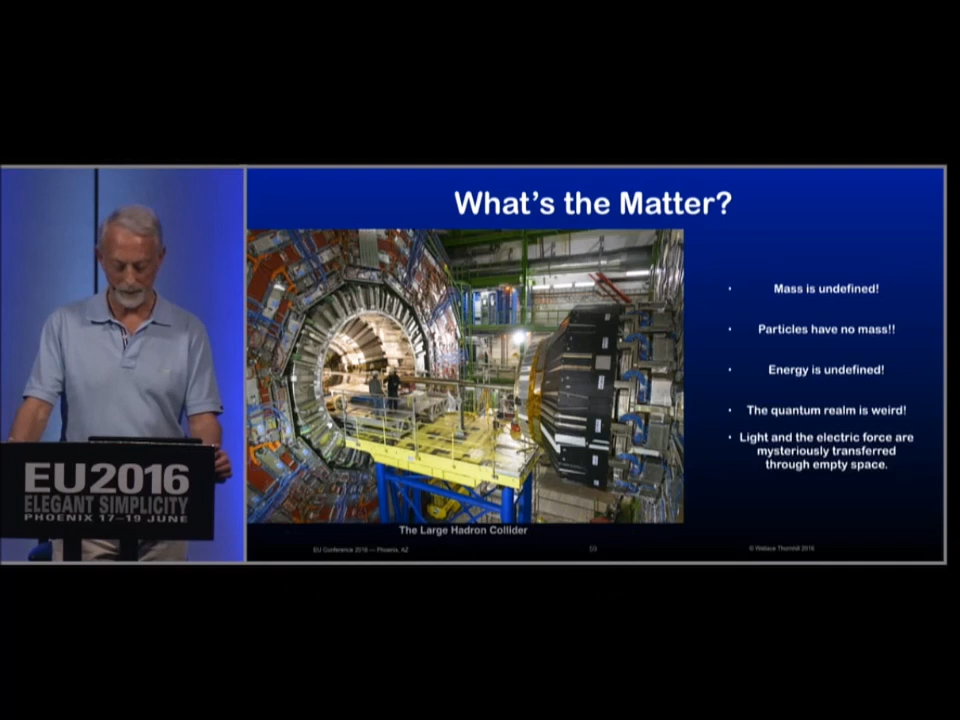 What's the Matter?
• Mass is undefined!
• Particles have no mass!!
• Energy is undefined!
• The quantum realm is weird!
• Light and the electric force are
mysteriously transferred
through empty space.
The Large Hadron Collider
EU Conference 2016 — Phoenix, AZ
59
© Wallace Thornhill 2016
EU2016
ELEGANT SIMPLICITY
PHOENIX 17–19 JUNE